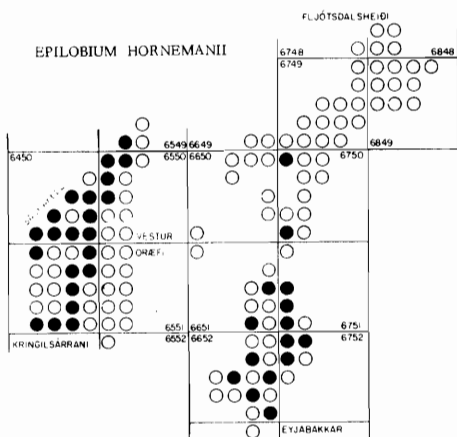 FLJÓTSDALSHEIÐI
EPILOBIUM HORNEMANII
6748 6848
6749
6549 6649
6849
6450 6550 6650 6750
VESTUR
ÖRÆFI
6551 6651 6751
KRINGILSÁRRANI 6552 6652 6752
EYJABAKKAR